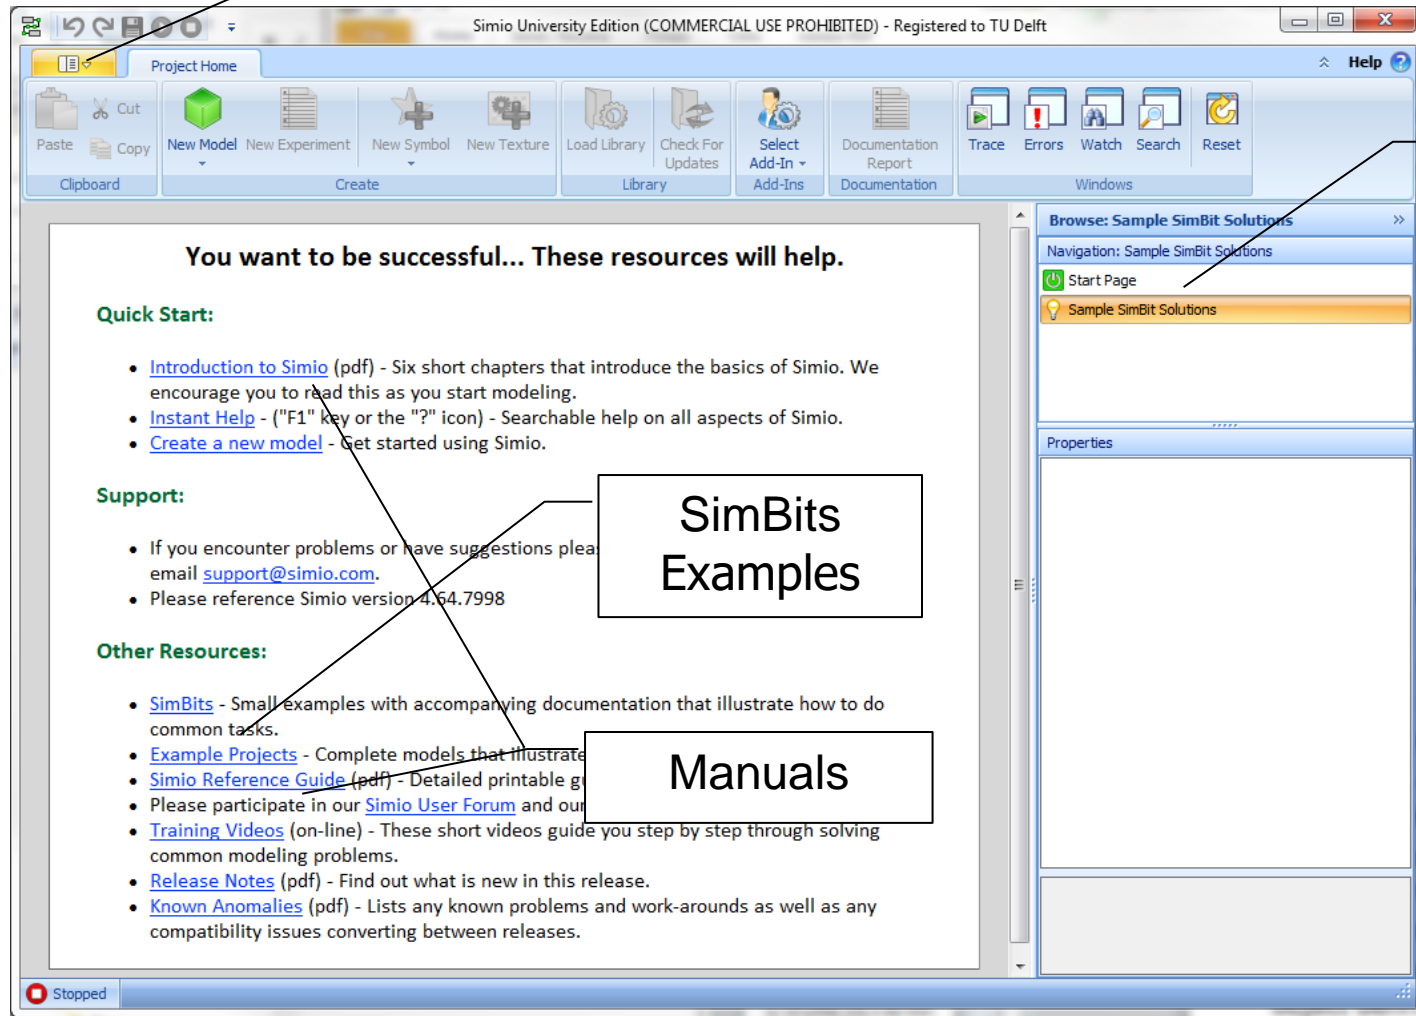 Simio University Edition (COMMERCIAL USE PROHIBITED) - Registered to TU Delft
Project Home
Help
Paste
Cut
Copy
New Model
New Experiment
New Symbol
New Texture
Load Library
Check For
Updates
Select
Add-In
Documentation
Report
Trace
Errors
Watch
Search
Reset
Clipboard
Create
Library
Add-Ins
Documentation
Windows
You want to be successful... These resources will help.
Quick Start:
• Introduction to Simio (pdf) - Six short chapters that introduce the basics of Simio. We
encourage you to read this as you start modeling.
• Instant Help - ("F1" key or the "?" icon) - Searchable help on all aspects of Simio.
• Create a new model - Get started using Simio.
Support:
• If you encounter problems or have suggestions
email support@simio.com.
• Please reference Simio version 4.64.7998
Other Resources:
• SimBits - Small examples with accompanying documentation that illustrate how to do
common tasks.
• Example Projects - Complete models that illustrate
• Simio Reference Guide (pdf) - Detailed printable
• Please participate in our Simio User Forum and our
• Training Videos (on-line) - These short videos guide you step by step through solving
common modeling problems.
• Release Notes (pdf) - Find out what is new in this release.
• Known Anomalies (pdf) - Lists any known problems and work-arounds as well as any
compatibility issues converting between releases.
SimBits
Examples
Manuals
Browse: Sample SimBit Solutions
Navigation: Sample SimBit Solutions
Start Page
Sample SimBit Solutions
Properties
Stopped